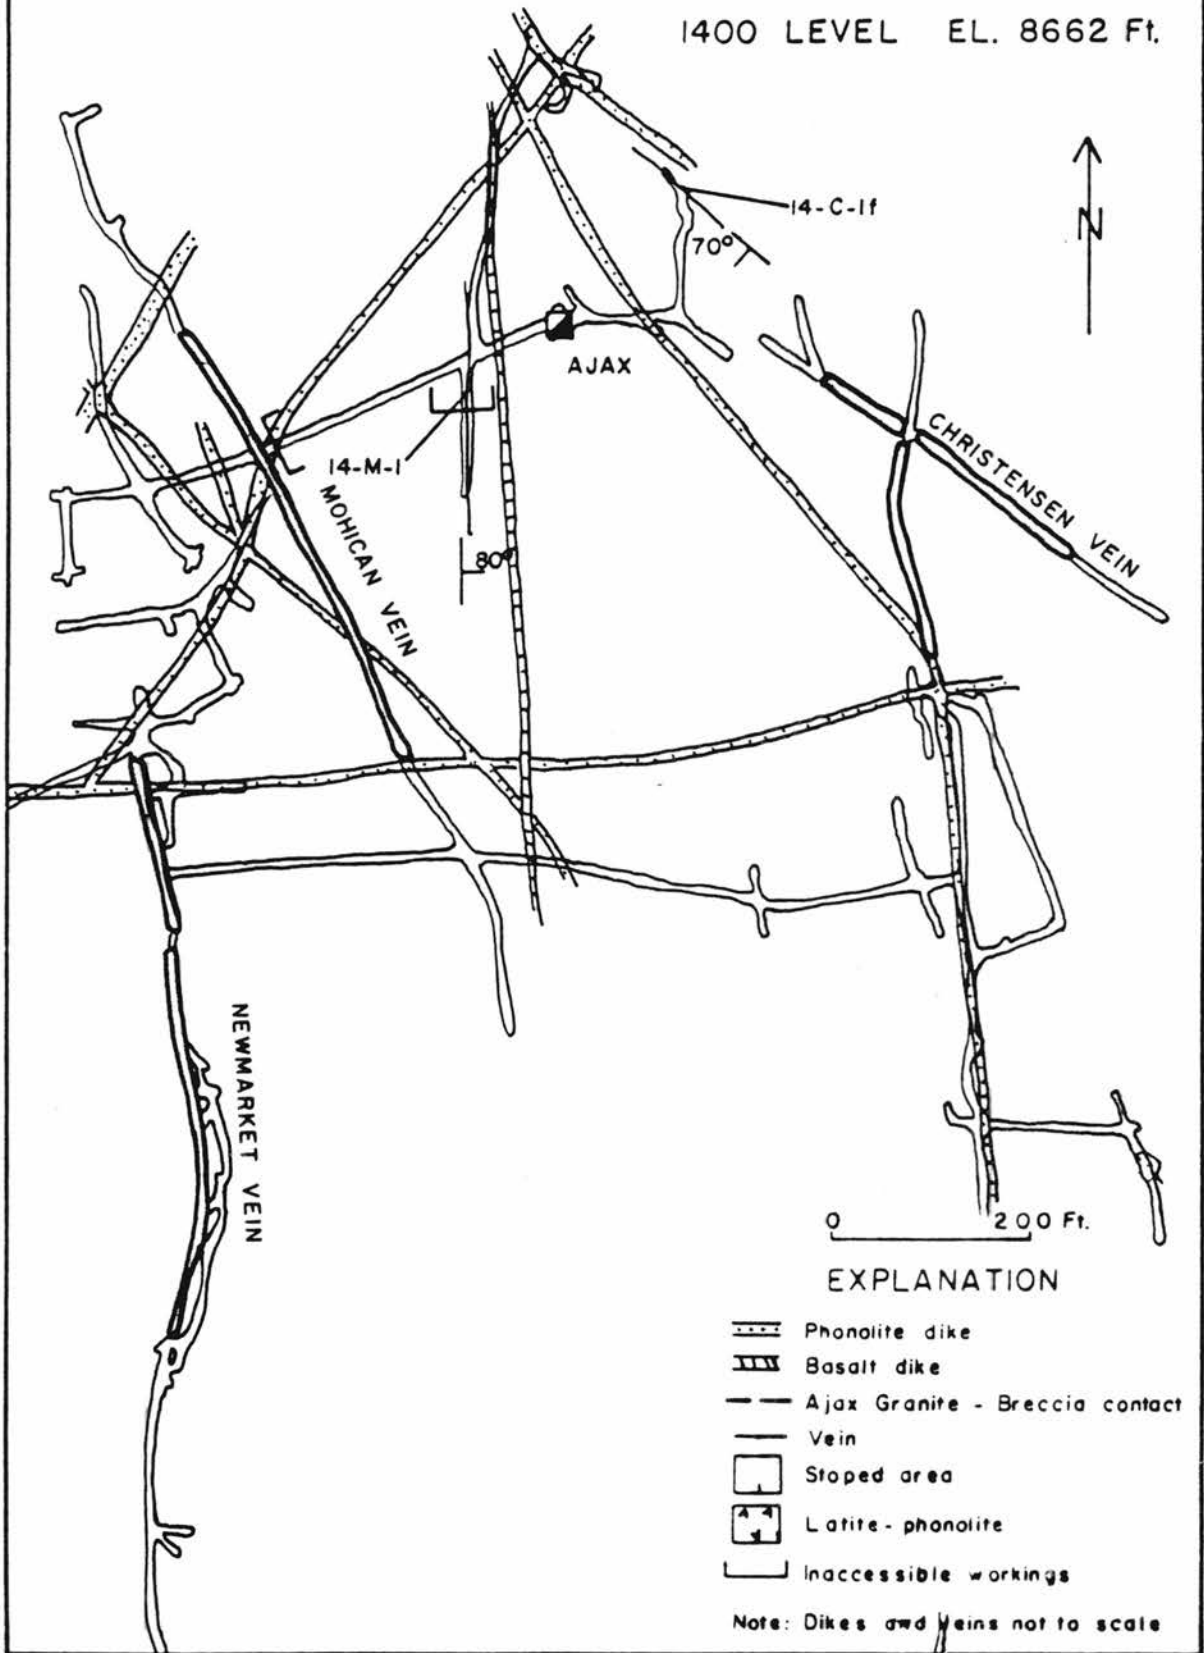 1400 LEVEL EL. 8662 Ft.
N
14-C-1f
70°
AJAX
14-M-1
MOHICAN VEIN
CHRISTENSEN VEIN
80°
NEWMARKET VEIN
0 200 Ft.
EXPLANATION
Phonolite dike
Basalt dike
Ajax Granite - Breccia contact
Vein
Stoped area
Latite-phonolite
Inaccessible workings
Note: Dikes and Veins not to scale